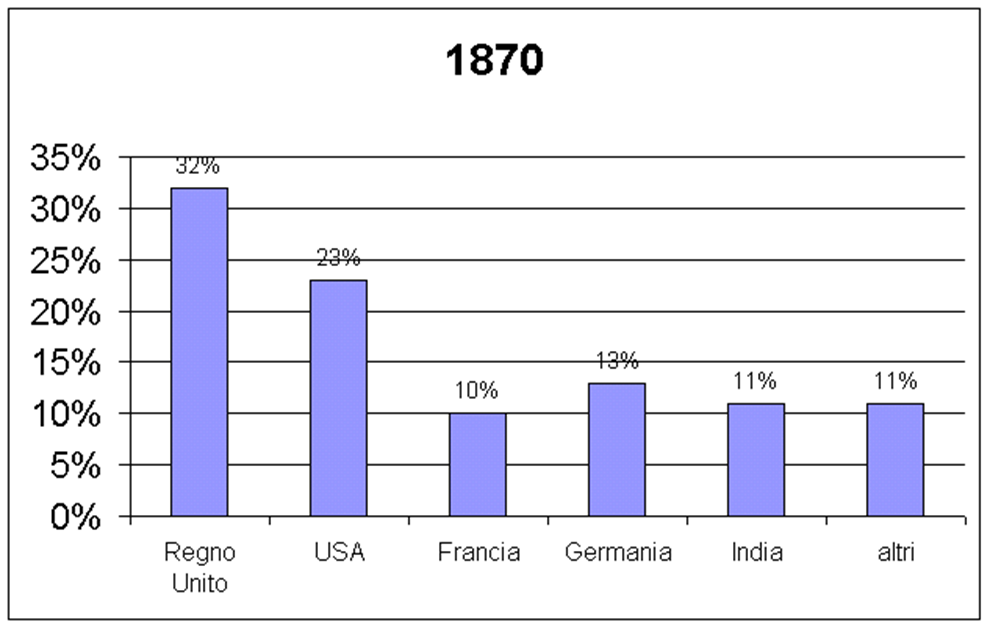 1870
35%
30%
25%
20%
15%
10%
5%
0%
32%
23%
10%
13%
11%
11%
Regno
Unito
USA
Francia
Germania
India
altri